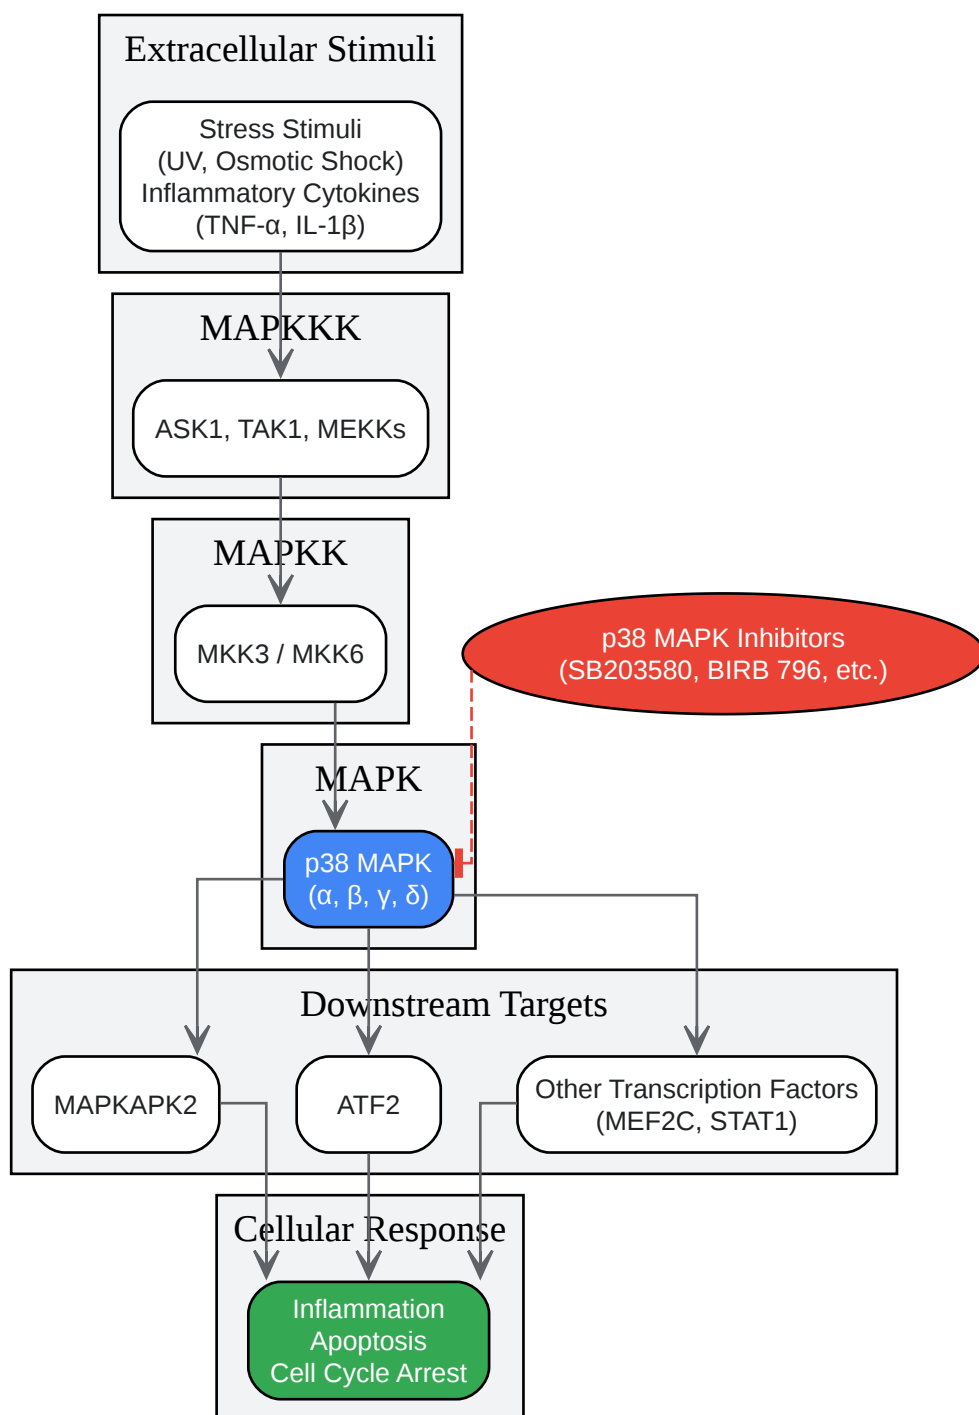 Extracellular Stimuli
Stress Stimuli
(UV, Osmotic Shock)
Inflammatory Cytokines
(TNF-α, IL-1β)
MAPKKK
ASK1, TAK1, MEKKs
MAPKK
MKK3 / MKK6
p38 MAPK Inhibitors
(SB203580, BIRB 796, etc.)
MAPK
p38 MAPK
(α, β, γ, δ)
Downstream Targets
MAPKAPK2
ATF2
Other Transcription Factors
(MEF2C, STAT1)
Cellular Response
Inflammation
Apoptosis
Cell Cycle Arrest